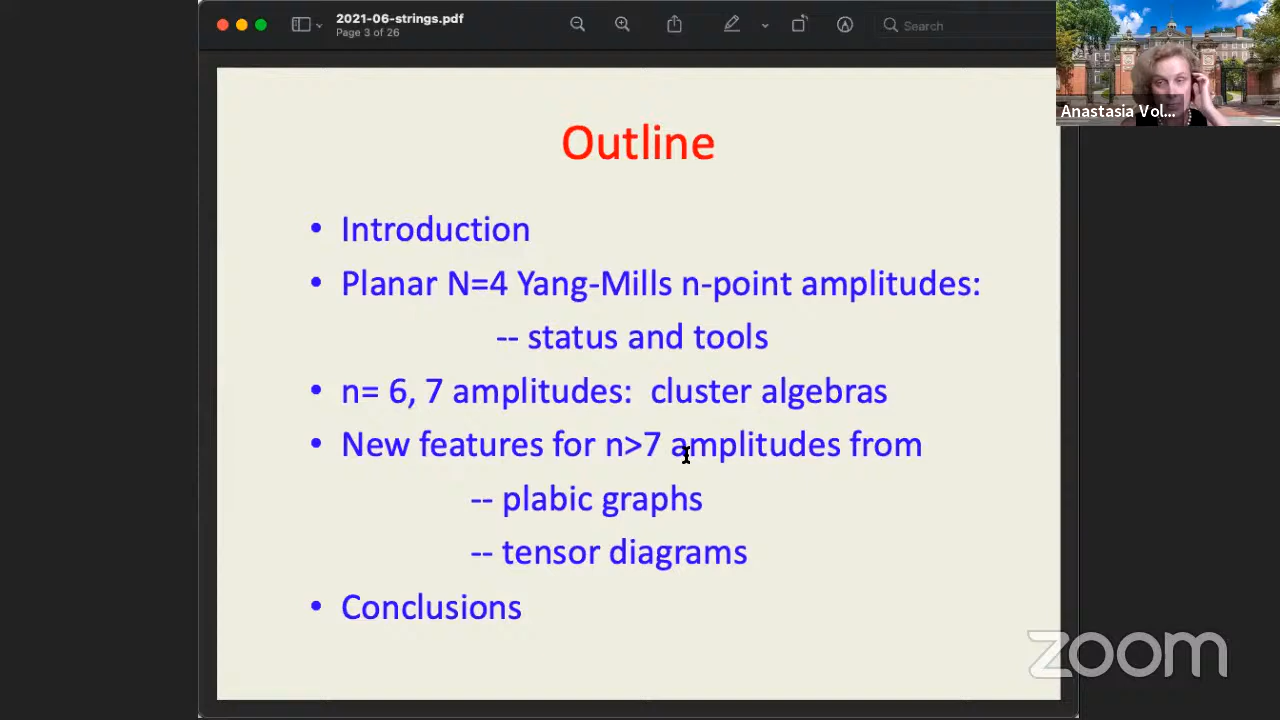 2021-06-strings.pdf
Page 3 of 26
Search
Anastasia Vol...
Outline
• Introduction
• Planar N=4 Yang-Mills n-point amplitudes:
-- status and tools
• n= 6, 7 amplitudes: cluster algebras
• New features for n>7 amplitudes from
-- plabic graphs
-- tensor diagrams
• Conclusions
zoom